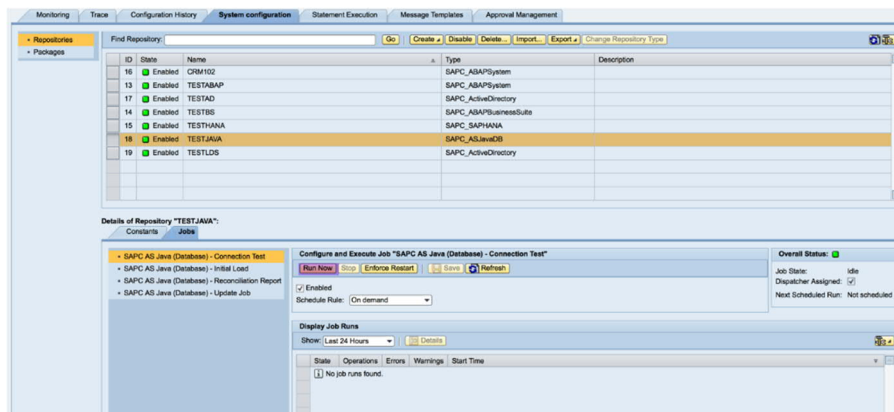 Monitoring Trace Configuration History System configuration Statement Execution Message Templates Approval Management
Repositories
Packages
Find Repository: Go Create Disable Delete... Import... Export Change Repository Type
ID State Name Type Description
16 Enabled CRM102 SAPC_ABAPSystem
13 Enabled TESTABAP SAPC_ABAPSystem
17 Enabled TESTAD SAPC_ActiveDirectory
14 Enabled TESTBS SAPC_ABAPBusinessSuite
15 Enabled TESTHANA SAPC_SAPHANA
18 Enabled TESTJAVA SAPC_ASJavaDB
19 Enabled TESTLDS SAPC_ActiveDirectory
Details of Repository "TESTJAVA":
Constants Jobs
SAPC AS Java (Database) - Connection Test
SAPC AS Java (Database) - Initial Load
SAPC AS Java (Database) - Reconciliation Report
SAPC AS Java (Database) - Update Job
Configure and Execute Job "SAPC AS Java (Database) - Connection Test"
Run Now Stop Enforce Restart Save Refresh
Enabled
Schedule Rule: On demand
Overall Status:
Job State: Idle
Dispatcher Assigned:
Next Scheduled Run: Not scheduled
Display Job Runs
Show: Last 24 Hours Details
State Operations Errors Warnings Start Time
No job runs found.